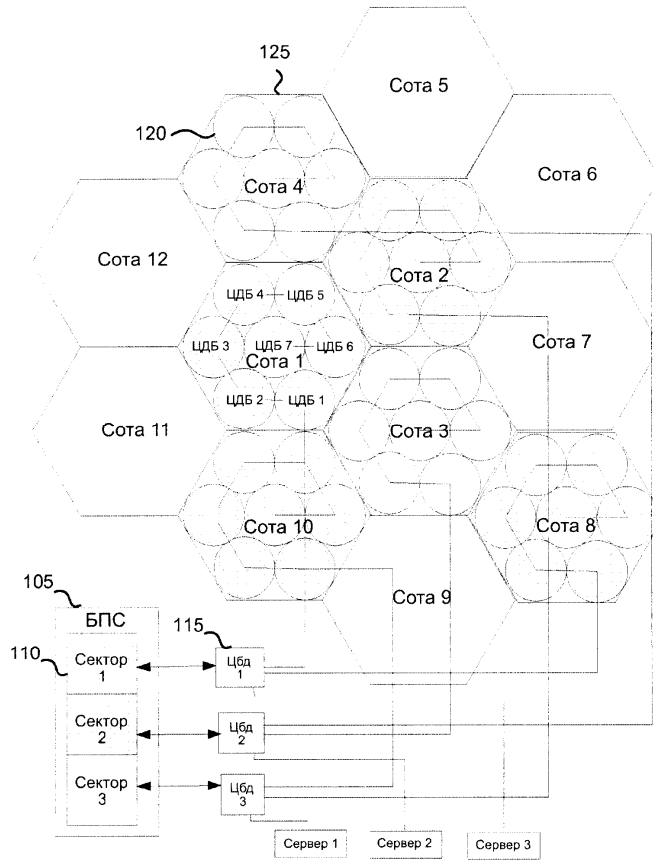 125
Сота 5
120
Сота 4
Сота 6
Сота 12
Сота 2
ЦДБ 4
ЦДБ 5
ЦДБ 3
ЦДБ 7
ЦДБ 6
Сота 1
Сота 7
ЦДБ 2
ЦДБ 1
Сота 11
Сота 3
Сота 10
Сота 8
105
Сота 9
БПС
115
110
Сектор
1
Цбд
1
Сектор
2
Цбд
2
Сектор
3
Цбд
3
Сервер 1
Сервер 2
Сервер 3